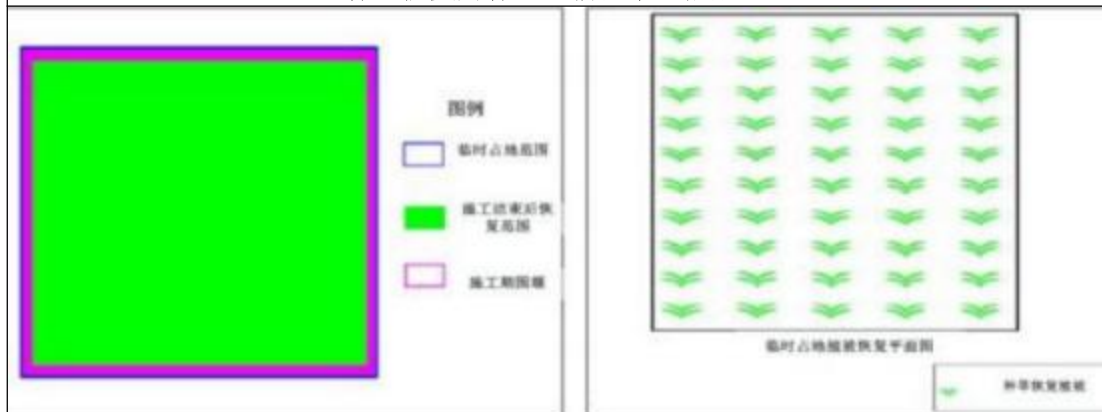 图例
临时占地范围
施工结束后恢
复范围
施工期围堰
临时占地植被恢复平面图
种草恢复植被